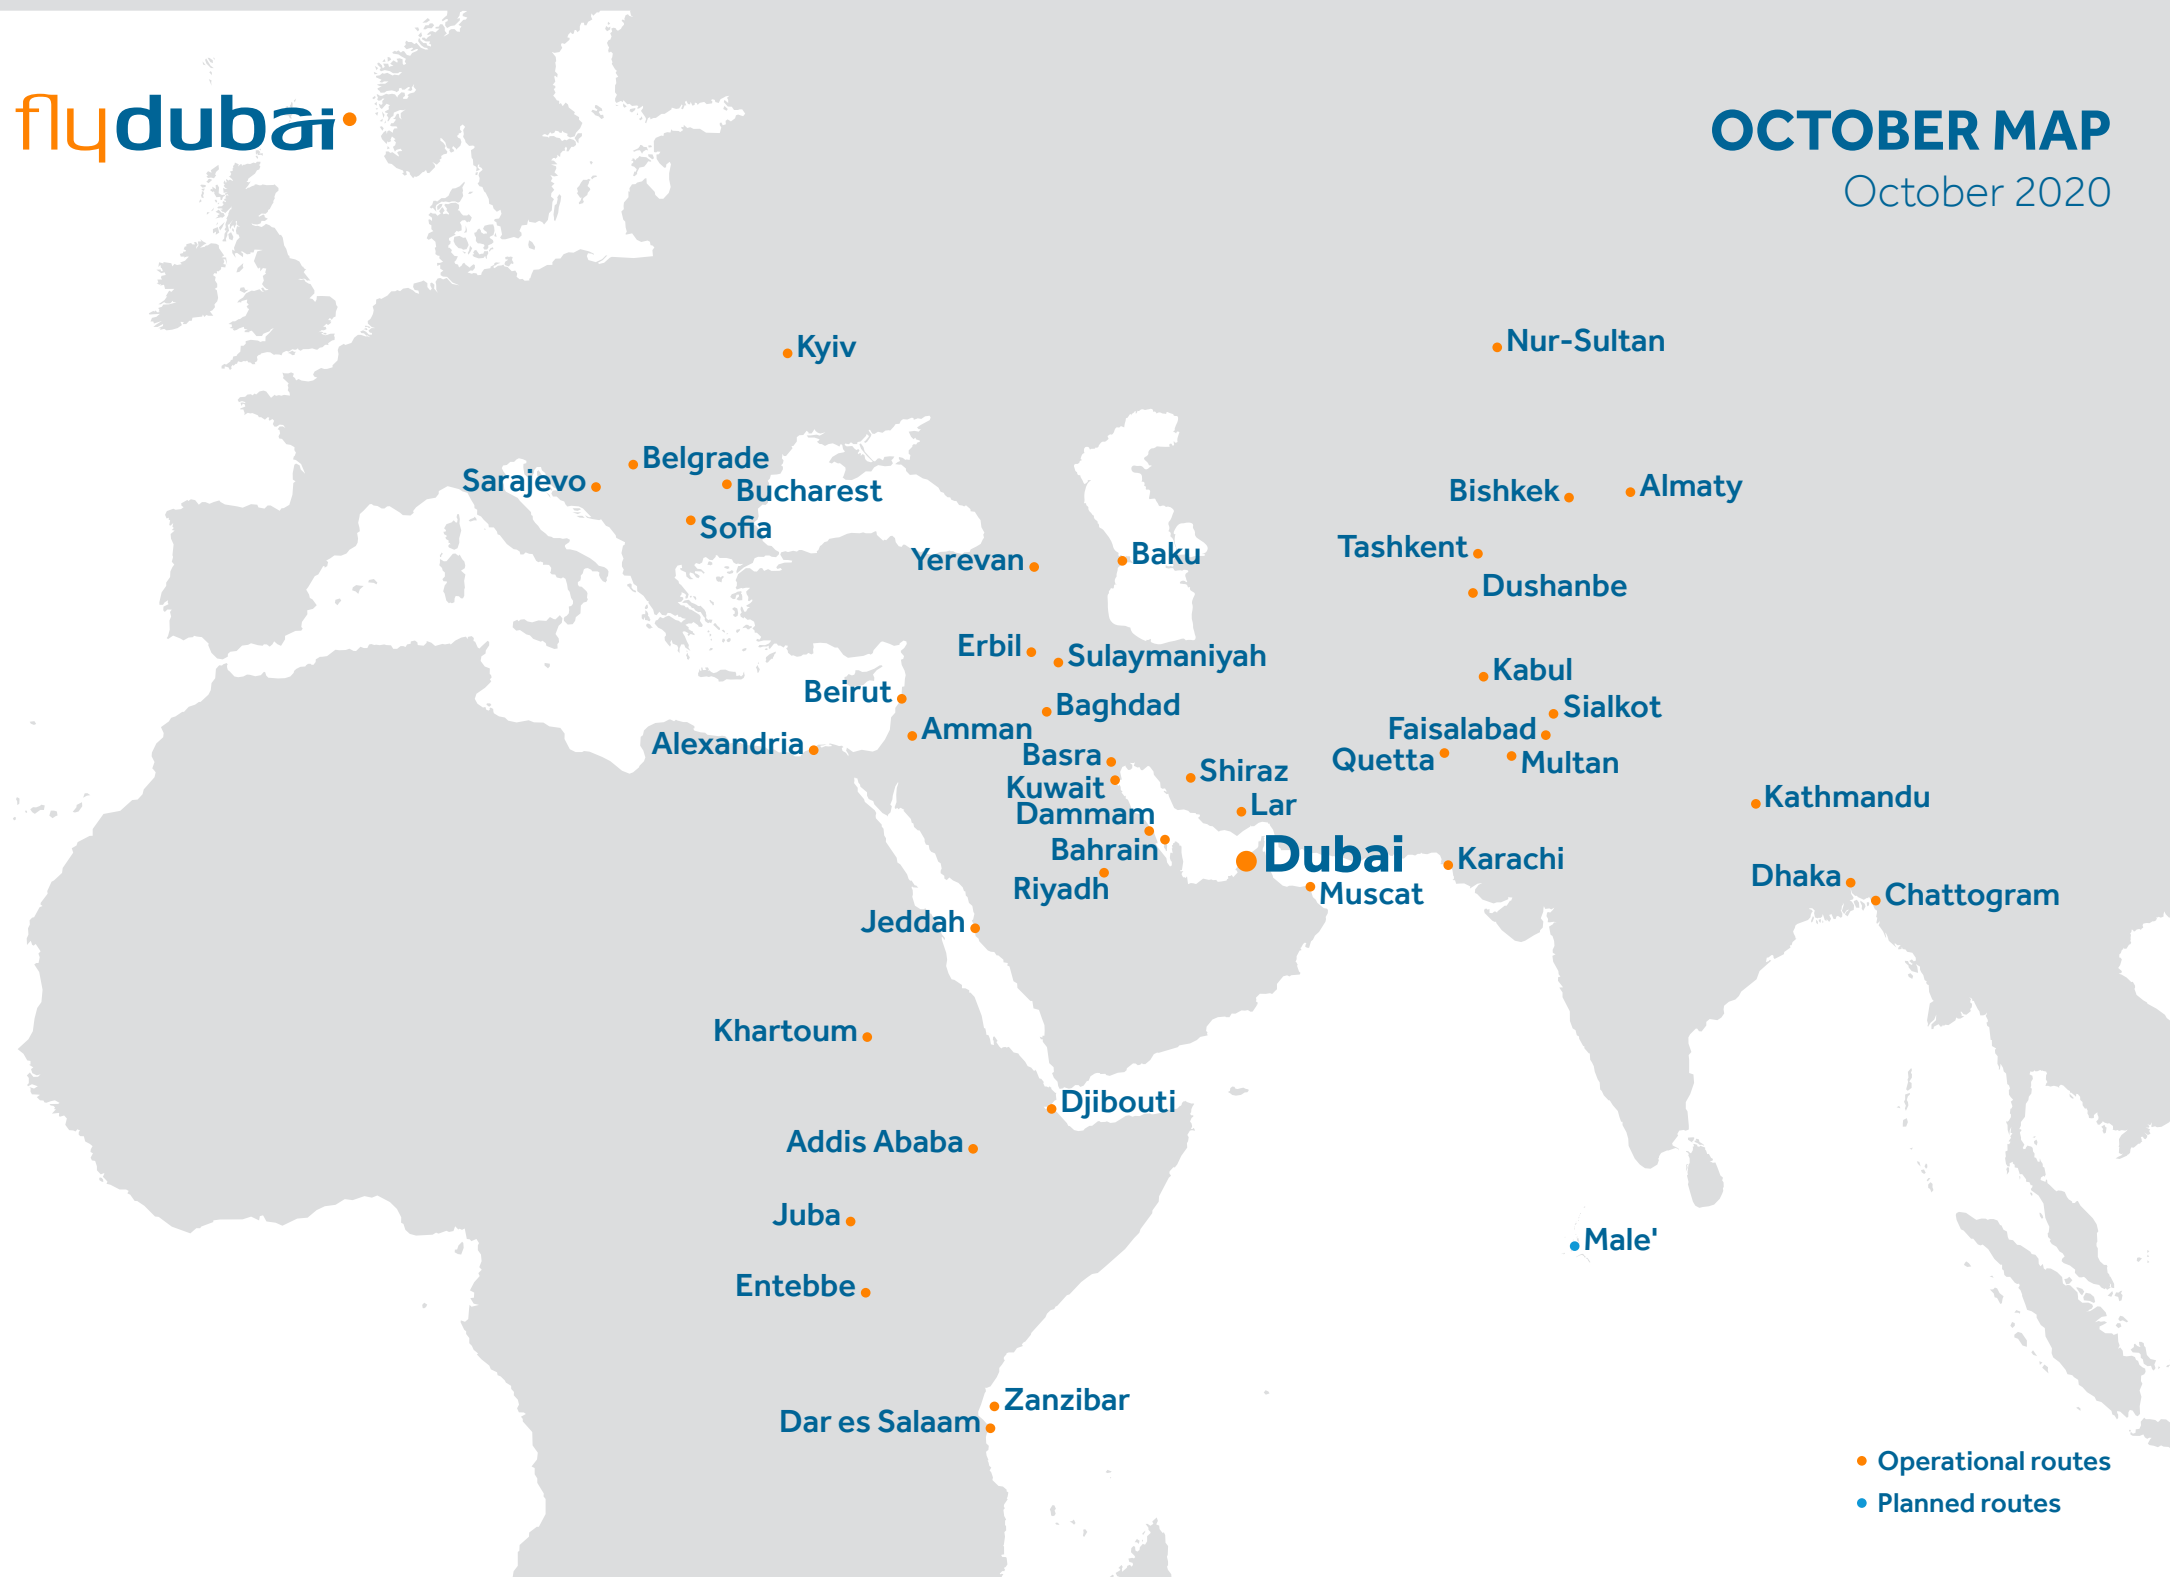 flydubai
OCTOBER MAP
October 2020
Kyiv
Nur-Sultan
Belgrade
Sarajevo
Bucharest
Sofia
Bishkek
Almaty
Yerevan
Baku
Tashkent
Dushanbe
Erbil
Sulaymaniyah
Kabul
Beirut
Baghdad
Sialkot
Amman
Faisalabad
Alexandria
Basra
Quetta
Multan
Shiraz
Kuwait
Kathmandu
Lar
Dammam
Bahrain
Dubai
Karachi
Dhaka
Riyadh
Muscat
Chattogram
Jeddah
Khartoum
Djibouti
Addis Ababa
Juba
Male'
Entebbe
Zanzibar
Dar es Salaam
Operational routes
Planned routes